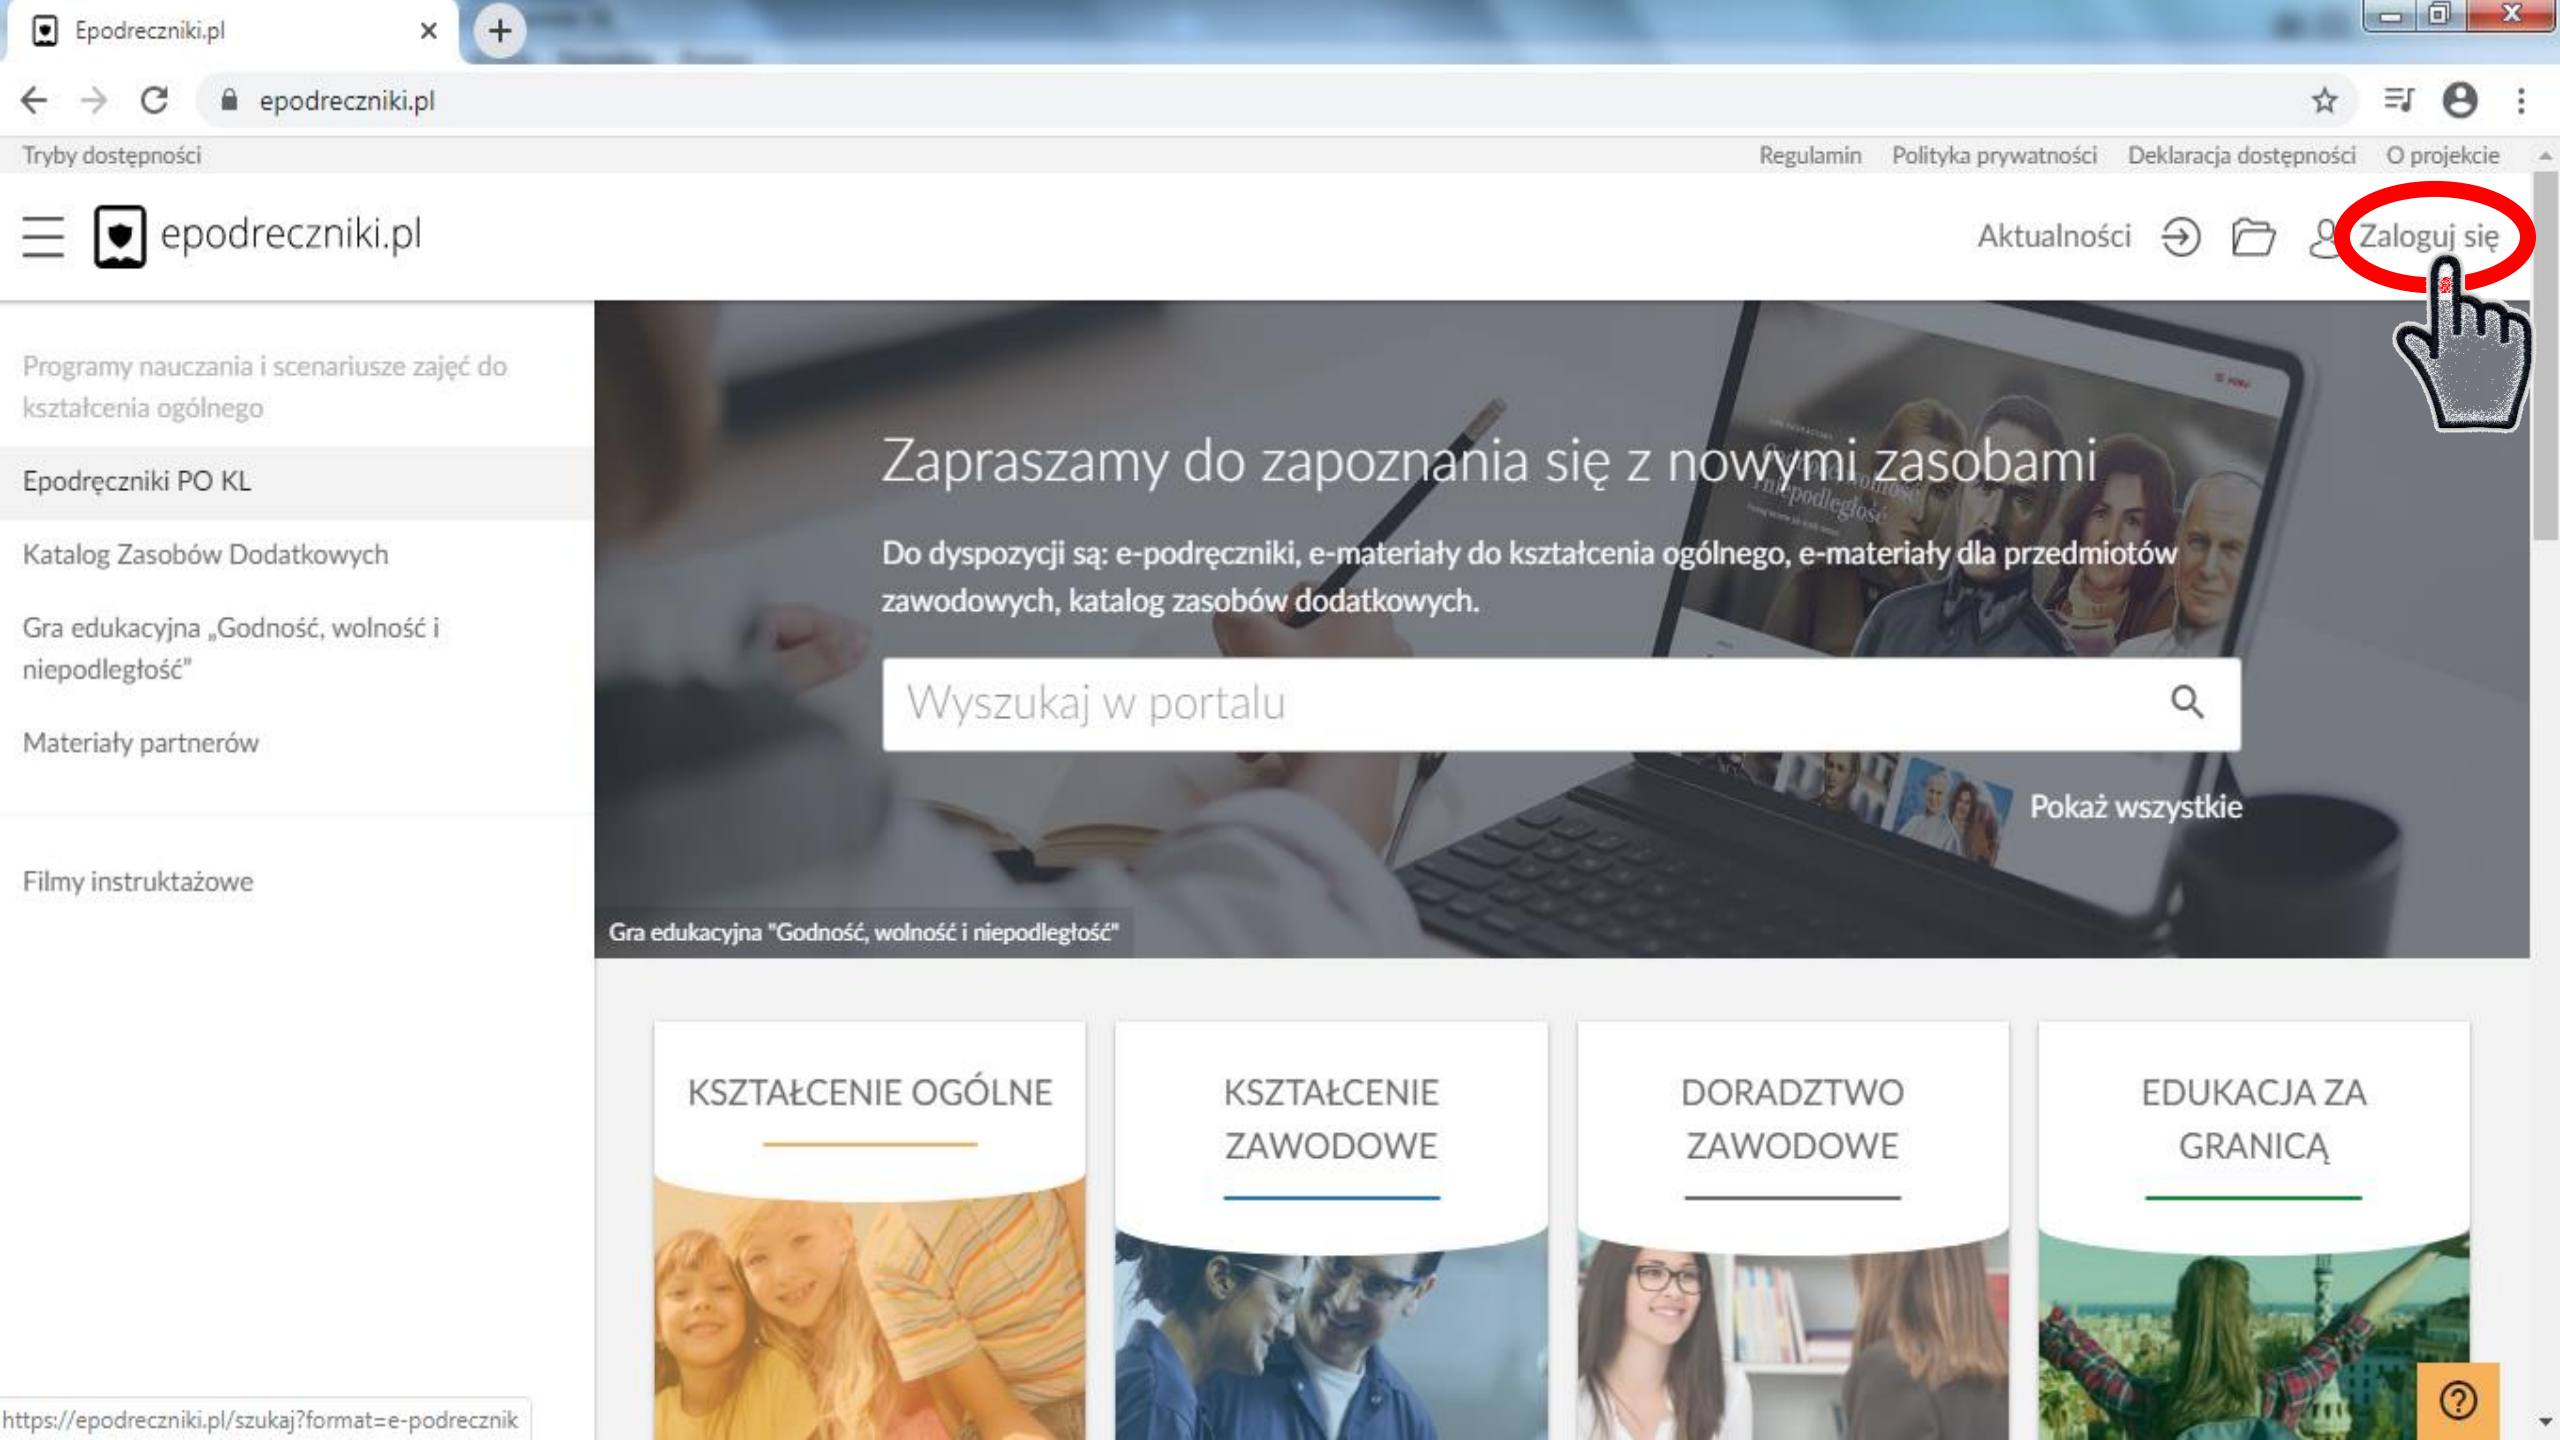 Epodreczniki.pl
epodreczniki.pl
Tryby dostępności
Regulamin Polityka prywatności Deklaracja dostępności O projekcie
epodreczniki.pl
Aktualności Zaloguj się
Programy nauczania i scenariusze zajęć do
kształcenia ogólnego
Epodręczniki PO KL
Katalog Zasobów Dodatkowych
Gra edukacyjna „Godność, wolność i
niepodległość”
Materiały partnerów
Filmy instruktażowe
Zapraszamy do zapoznania się z nowymi zasobami
Do dyspozycji są: e-podręczniki, e-materiały do kształcenia ogólnego, e-materiały dla przedmiotów
zawodowych, katalog zasobów dodatkowych.
Wyszukaj w portalu
Pokaż wszystkie
Gra edukacyjna "Godność, wolność i niepodległość"
KSZTAŁCENIE OGÓLNE
KSZTAŁCENIE
ZAWODOWE
DORADZTWO
ZAWODOWE
EDUKACJA ZA
GRANICĄ
https://epodreczniki.pl/szukaj?format=e-podrecznik